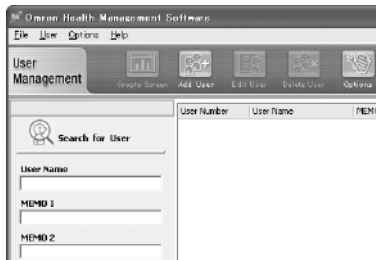 Omron Health Management Software
File User Options Help
User Management
Graphs Screen Add User Edit User Delete User Options
User Number User Name MEMO
Search for User
User Name
MEMO 1
MEMO 2